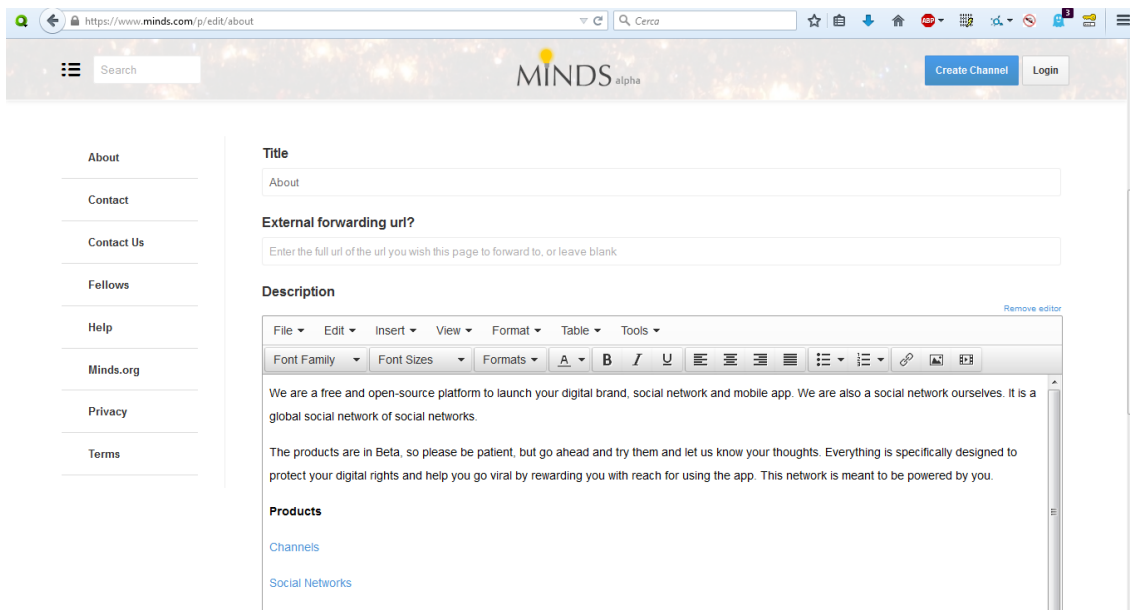 https://www.minds.com/p/edit/about
Cerca
ABP
3
Search
MINDS alpha
Create Channel
Login
About
Contact
Contact Us
Fellows
Help
Minds.org
Privacy
Terms
Title
About
External forwarding url?
Enter the full url of the url you wish this page to forward to, or leave blank
Description
Remove editor
File Edit Insert View Format Table Tools
Font Family Font Sizes Formats A B I U
We are a free and open-source platform to launch your digital brand, social network and mobile app. We are also a social network ourselves. It is a
global social network of social networks.
The products are in Beta, so please be patient, but go ahead and try them and let us know your thoughts. Everything is specifically designed to
protect your digital rights and help you go viral by rewarding you with reach for using the app. This network is meant to be powered by you.
Products
Channels
Social Networks